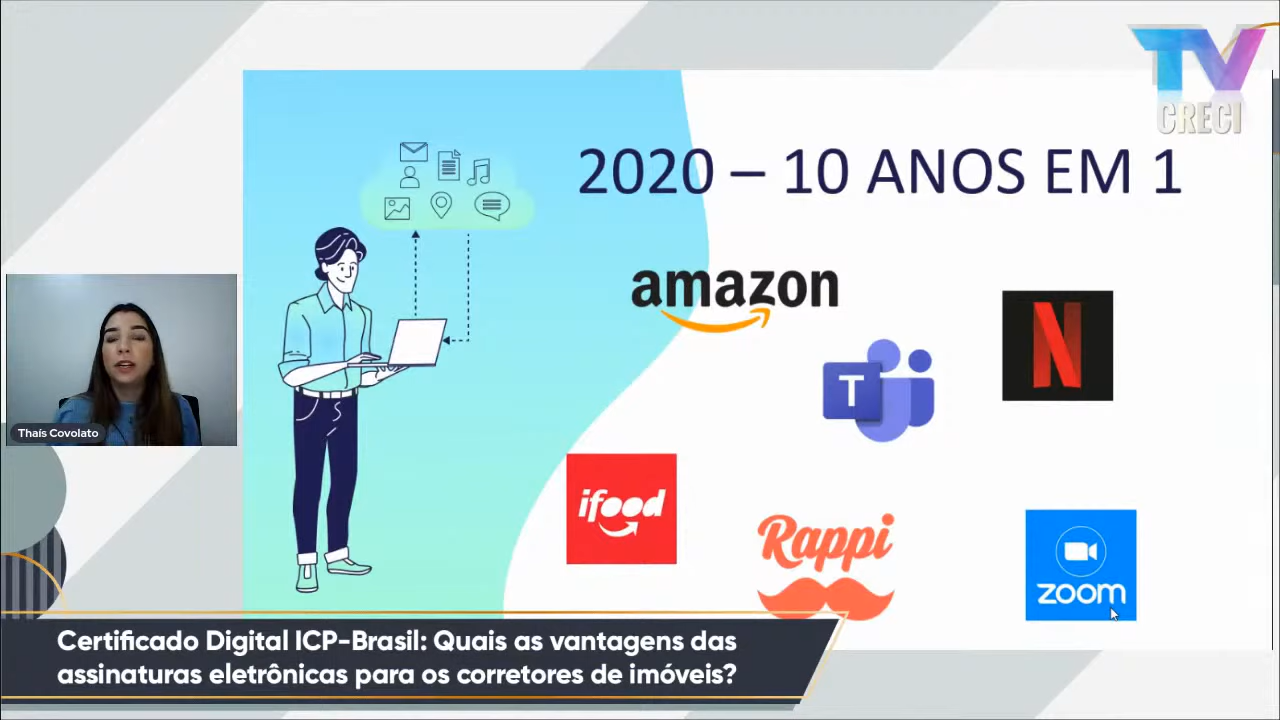 TV
CRECI
2020 – 10 ANOS EM 1
amazon
N
T
Thaís Covolato
ifood
Rappi
zoom
Certificado Digital ICP-Brasil: Quais as vantagens das
assinaturas eletrônicas para os corretores de imóveis?